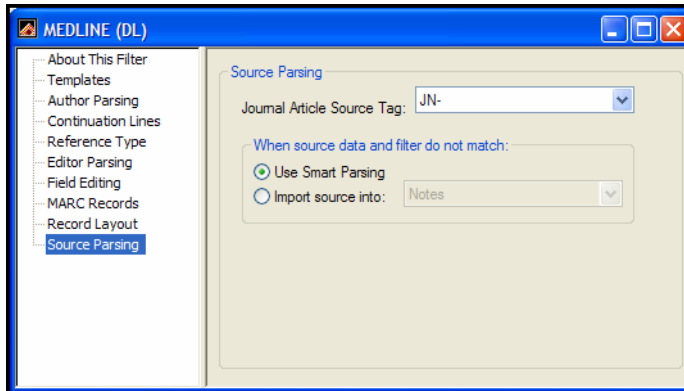 MEDLINE (DL)
About This Filter
Templates
Author Parsing
Continuation Lines
Reference Type
Editor Parsing
Field Editing
MARC Records
Record Layout
Source Parsing
Source Parsing
Journal Article Source Tag: JN-
When source data and filter do not match:
Use Smart Parsing
Import source into: Notes